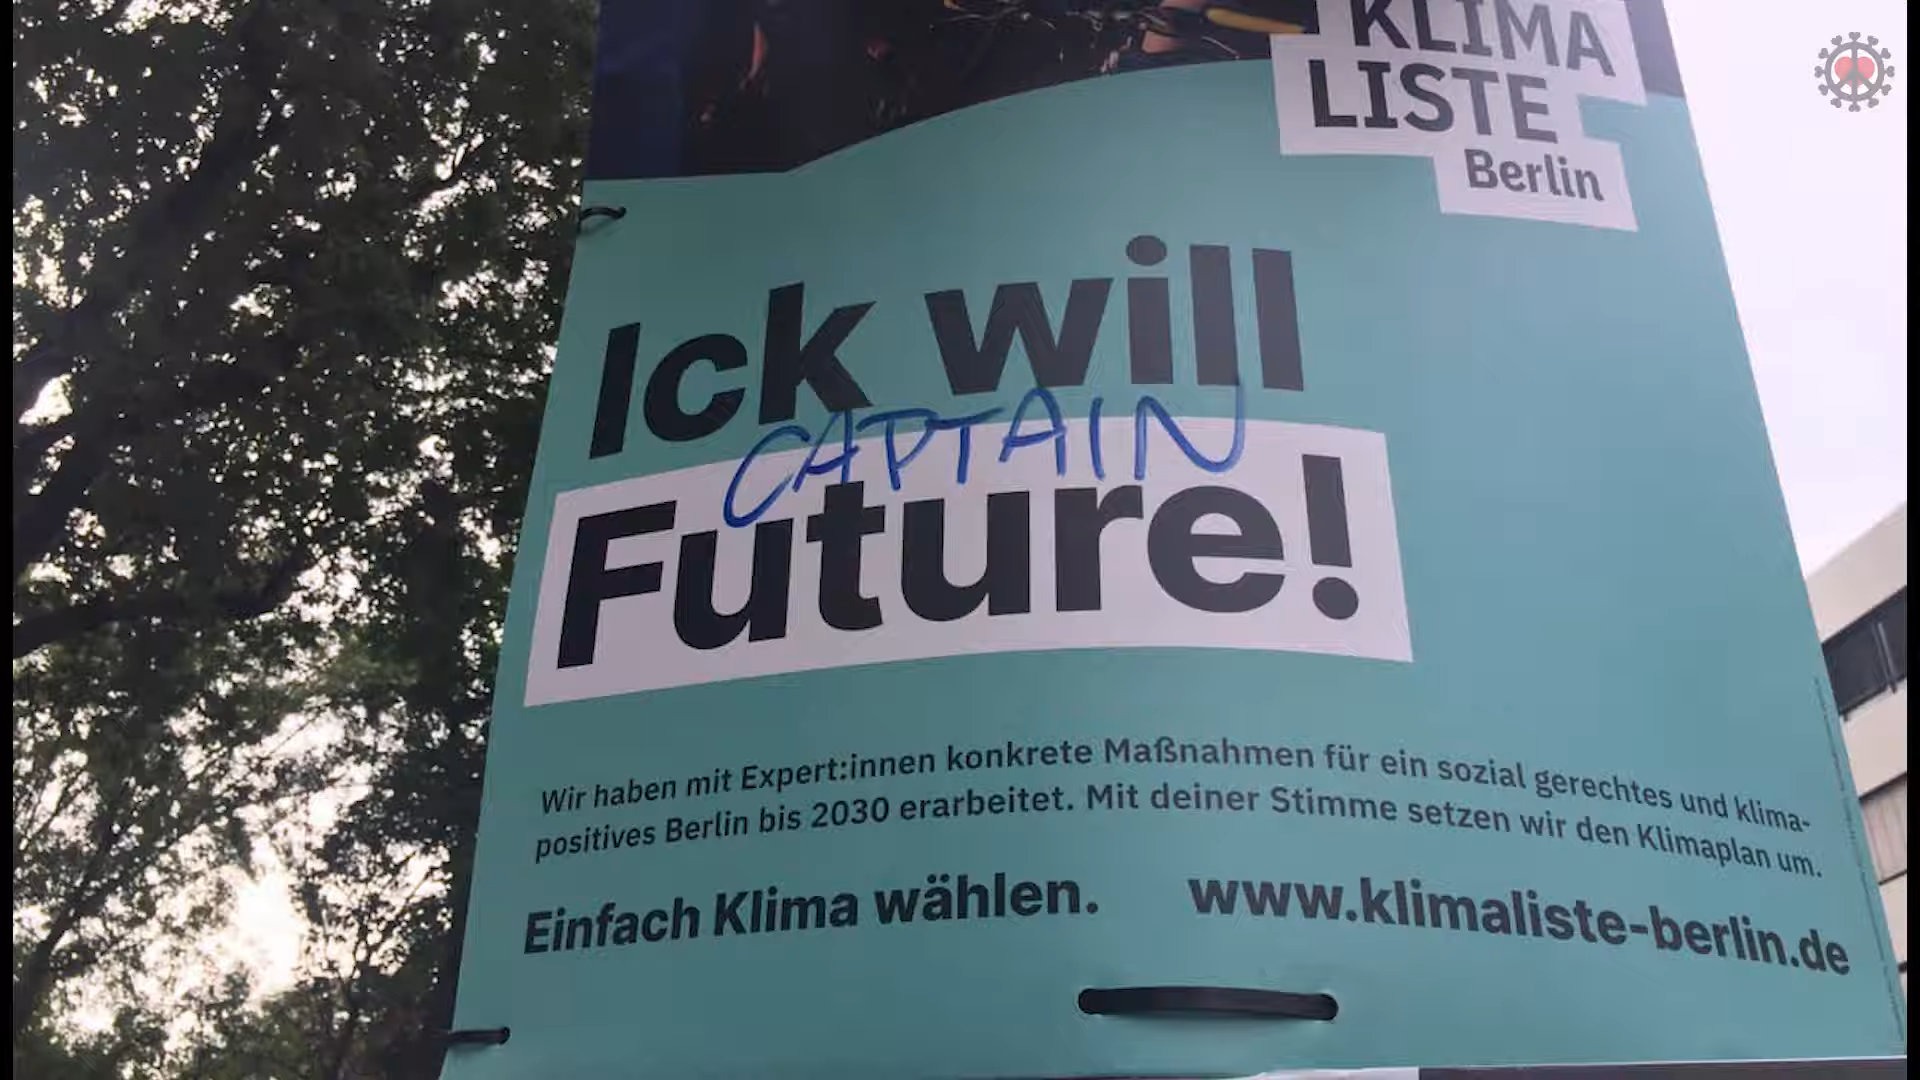 KLIMA
LISTE
Berlin
Ick will
CAPTAIN
Future!
Wir haben mit Expert:innen konkrete Maßnahmen für ein sozial gerechtes und klima-
positives Berlin bis 2030 erarbeitet. Mit deiner Stimme setzen wir den Klimaplan um.
Einfach Klima wählen. www.klimaliste-berlin.de